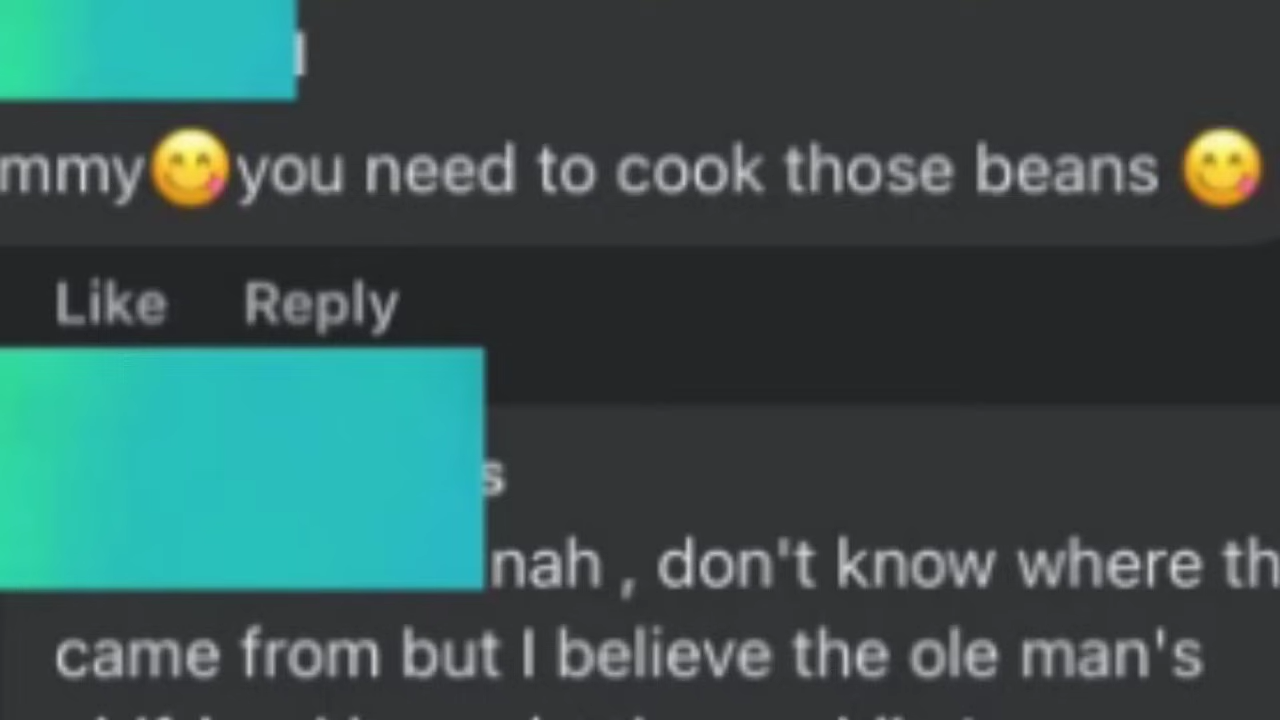 mmy😋you need to cook those beans 😋
Like Reply
s
nah , don't know where th
came from but I believe the ole man's